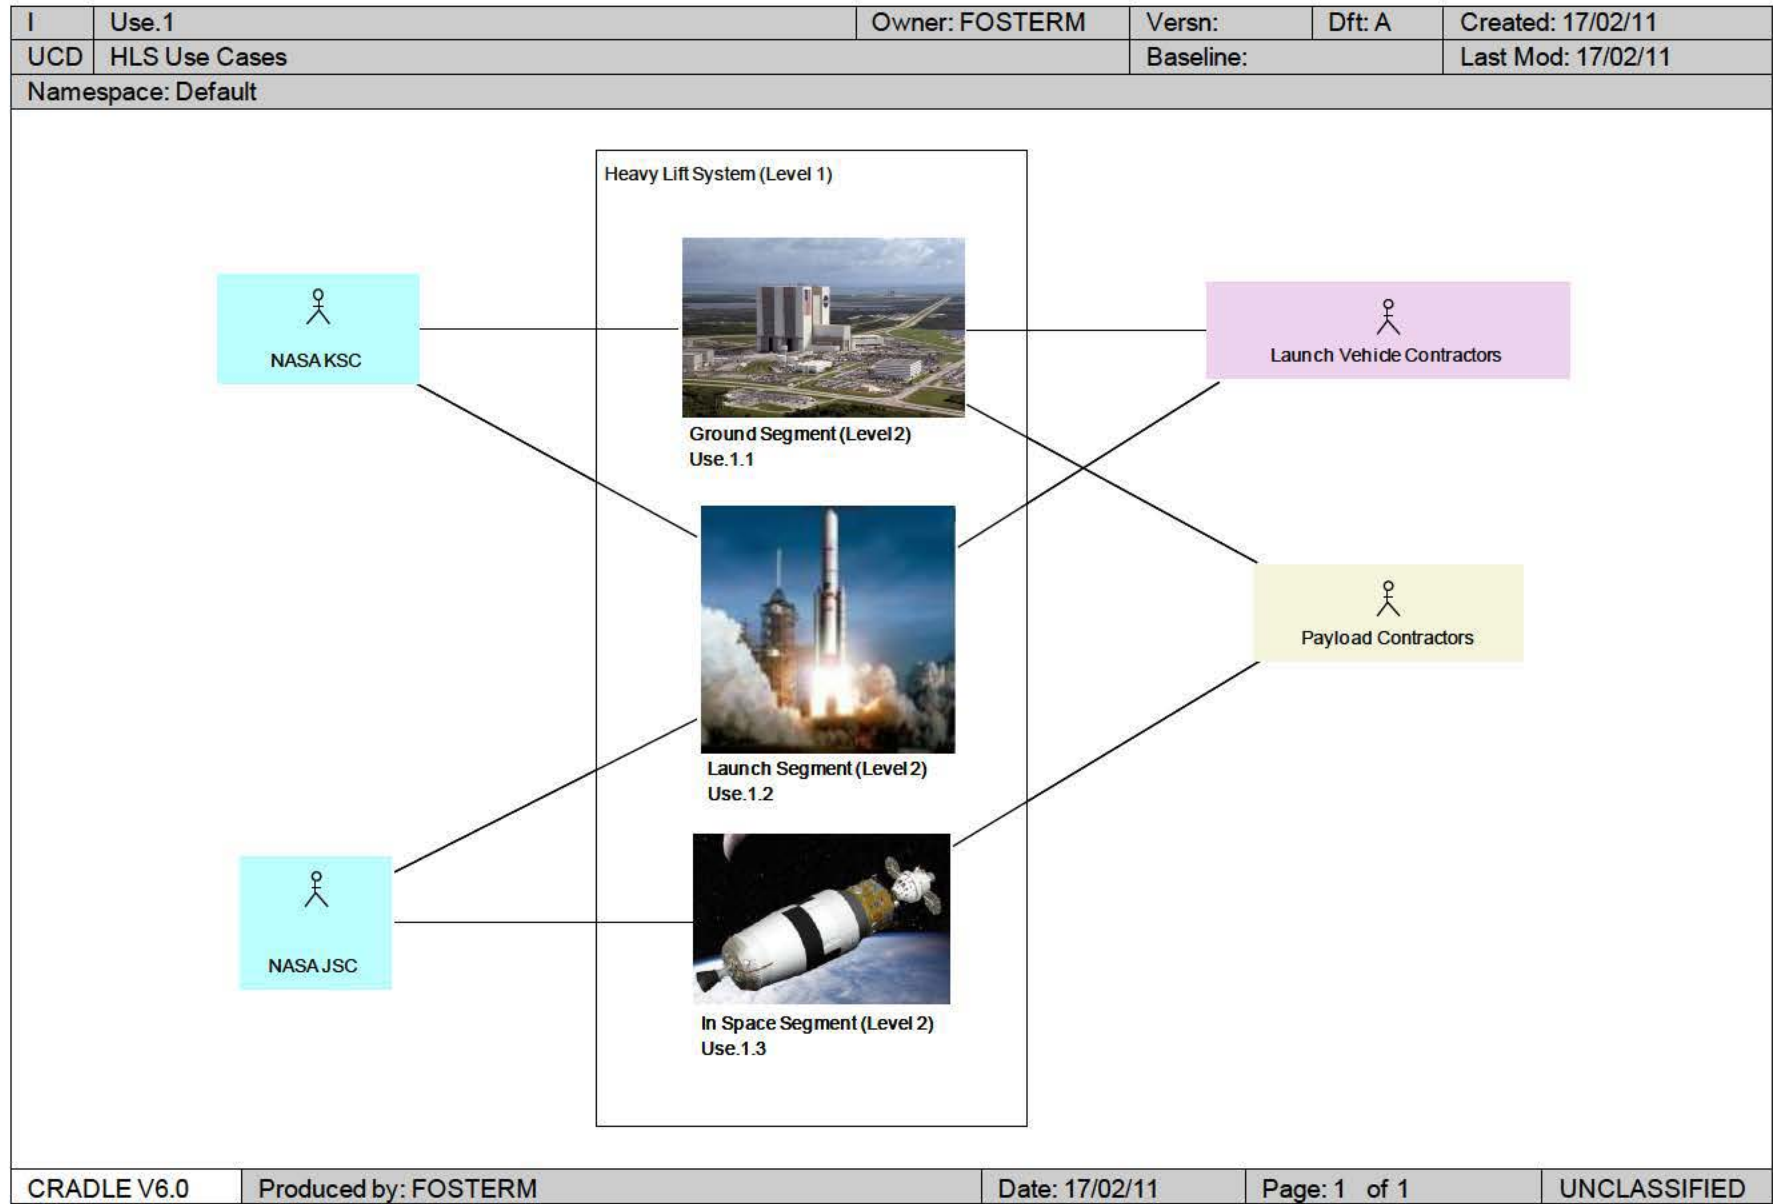 I Use.1 Owner: FOSTERM Versn: Dft: A Created: 17/02/11
UCD HLS Use Cases Baseline: Last Mod: 17/02/11
Namespace: Default
Heavy Lift System (Level 1)
NASA KSC
Launch Vehicle Contractors
Ground Segment (Level 2)
Use.1.1
Payload Contractors
Launch Segment (Level 2)
Use.1.2
NASA JSC
In Space Segment (Level 2)
Use.1.3
CRADLE V6.0 Produced by: FOSTERM Date: 17/02/11 Page: 1 of 1 UNCLASSIFIED